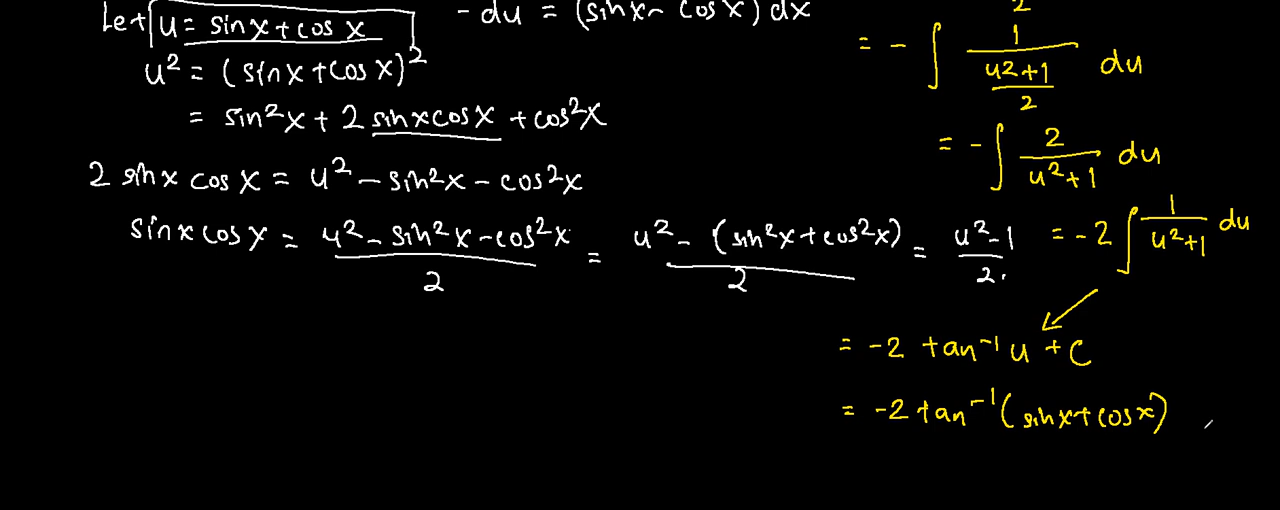 Let u = sin x + cos x
- du = (sin x - cos x) dx
u² = (sin x + cos x)²
= sin²x + 2 sin x cos x + cos²x
2 sin x cos x = u² - sin²x - cos²x
sin x cos x = (u² - sin²x - cos²x)/2 = (u² - (sin²x + cos²x))/2 = (u² - 1)/2.
2
= - ∫ 1/((u²+1)/2) du
= - ∫ 2/(u²+1) du
= -2 ∫ 1/(u²+1) du
= -2 tan⁻¹ u + C
= -2 tan⁻¹ (sin x + cos x)